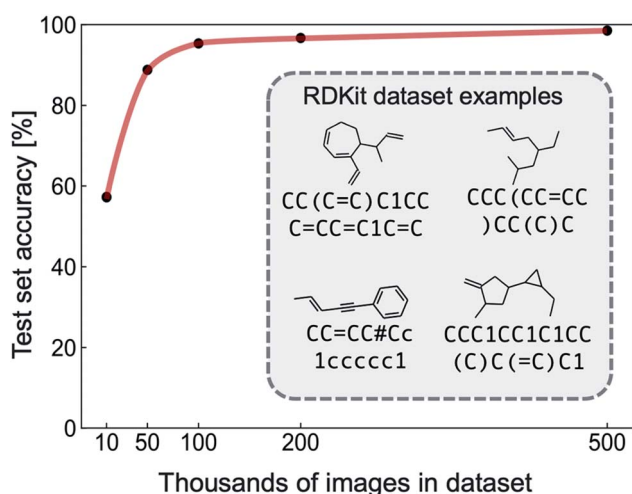 100
80
60
40
20
0
Test set accuracy [%]
RDKit dataset examples
CC(C=C)C1CC
C=CC=C1C=C
CCC(CC=CC
)CC(C)C
CC=CC#Cc
1ccccc1
CCC1CC1C1CC
(C)C(=C)C1
10 50 100 200 500
Thousands of images in dataset